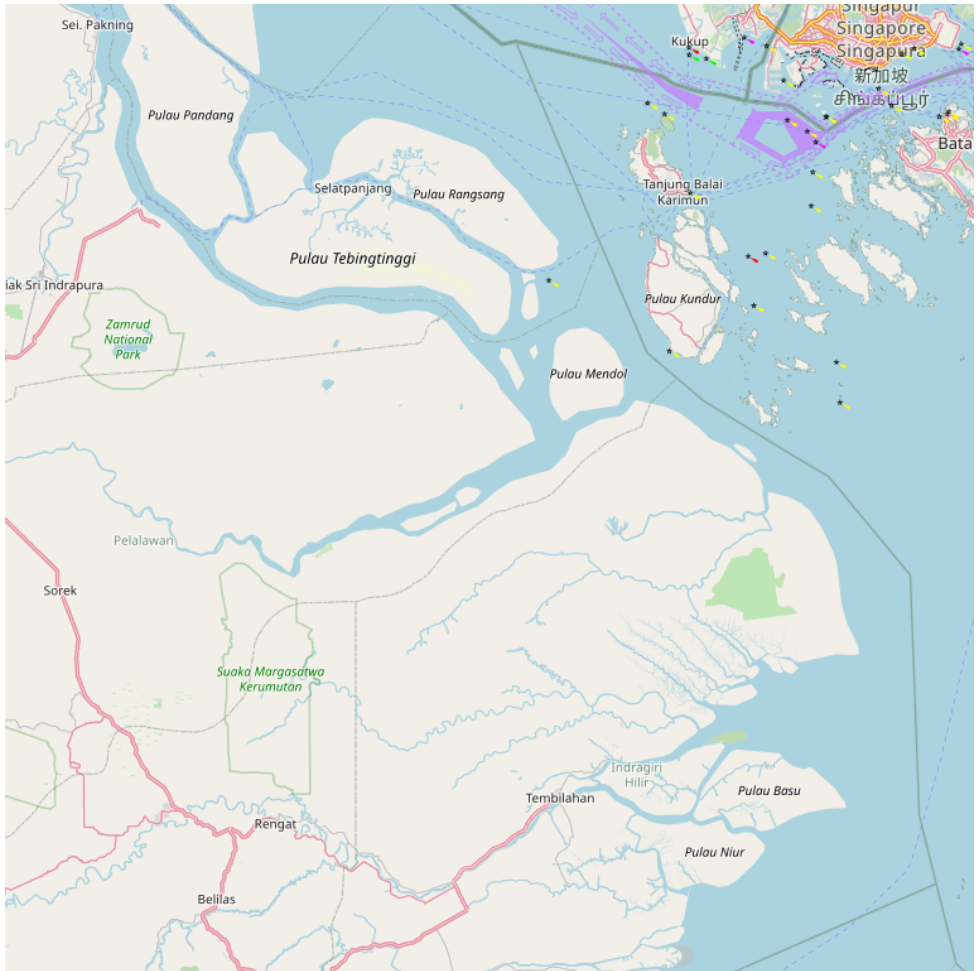 Singapur
Singapore
Singapura
新加坡
சிங்கப்பூர்
Sei. Pakning
Kukup
Pulau Pandang
Bata
Selatpanjang
Pulau Rangsang
Tanjung Balai
Karimun
Pulau Tebingtinggi
iak Sri Indrapura
Pulau Kundur
Zamrud
National
Park
Pulau Mendol
Pelalawan
Sorek
Suaka Margasatwa
Kerumutan
Indragiri
Hilir
Tembilahan
Pulau Basu
Rengat
Pulau Niur
Belilas